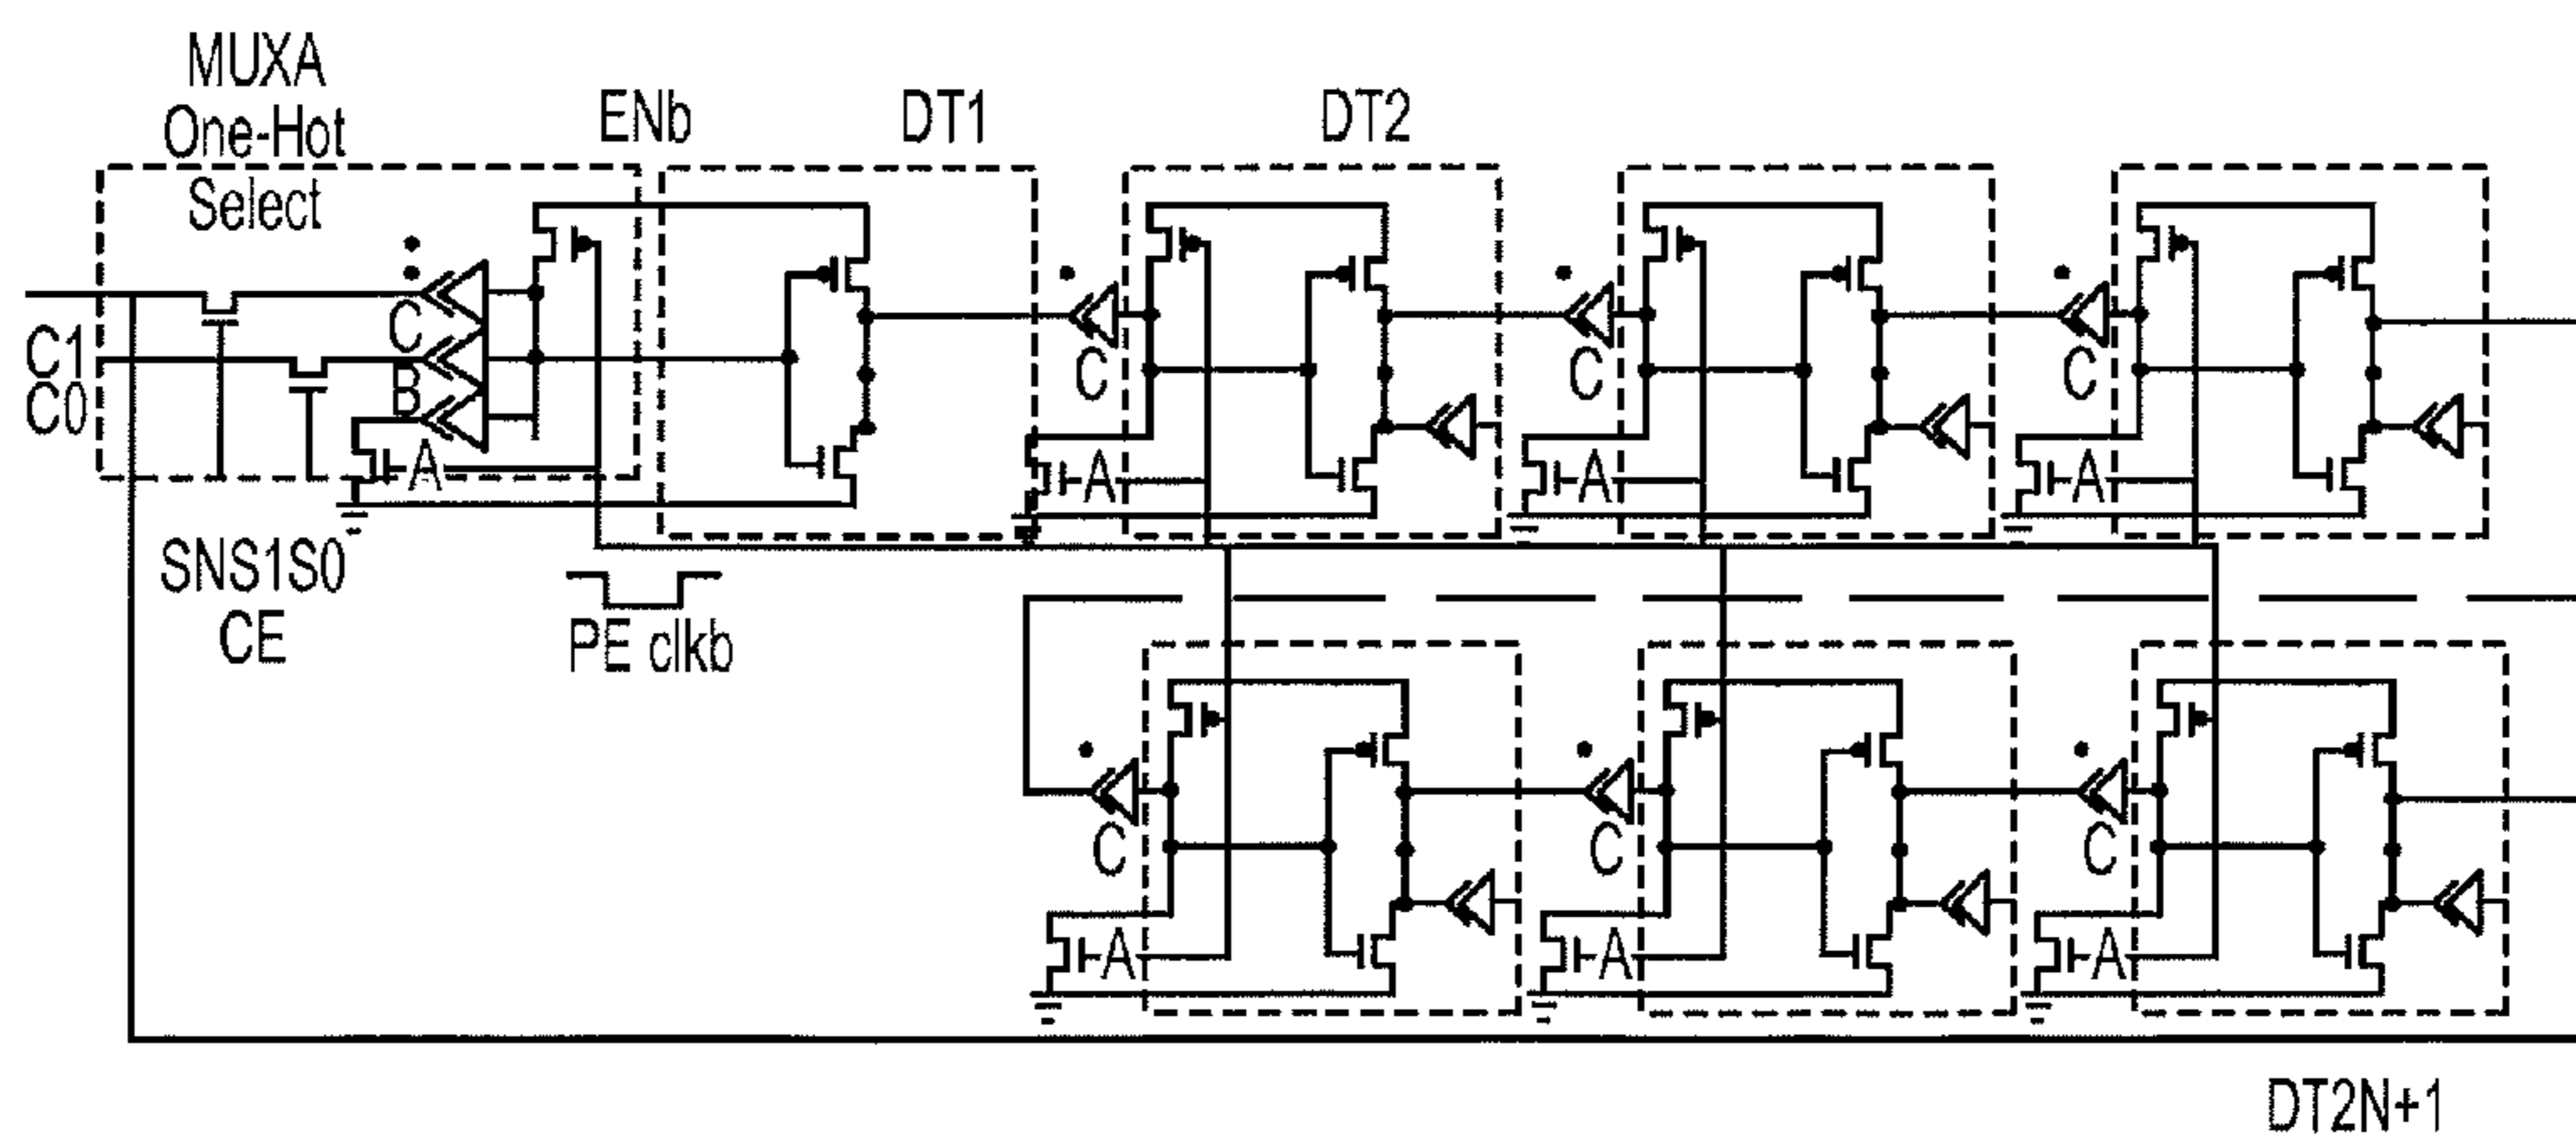 MUXA
One-Hot
Select
ENb
DT1
DT2
C1
C0
C
B
A
C
A
C
A
C
A
SNS1S0
CE
PE clkb
C
A
C
A
C
A
DT2N+1